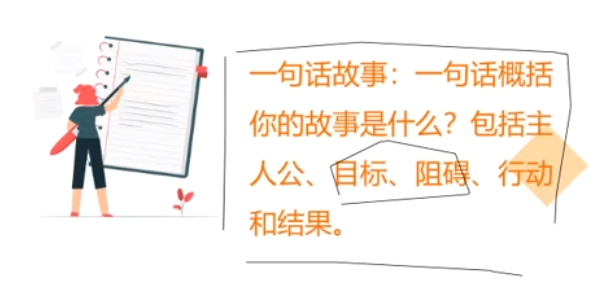 一句话故事：一句话概括
你的故事是什么？包括主
人公、目标、阻碍、行动
和结果。